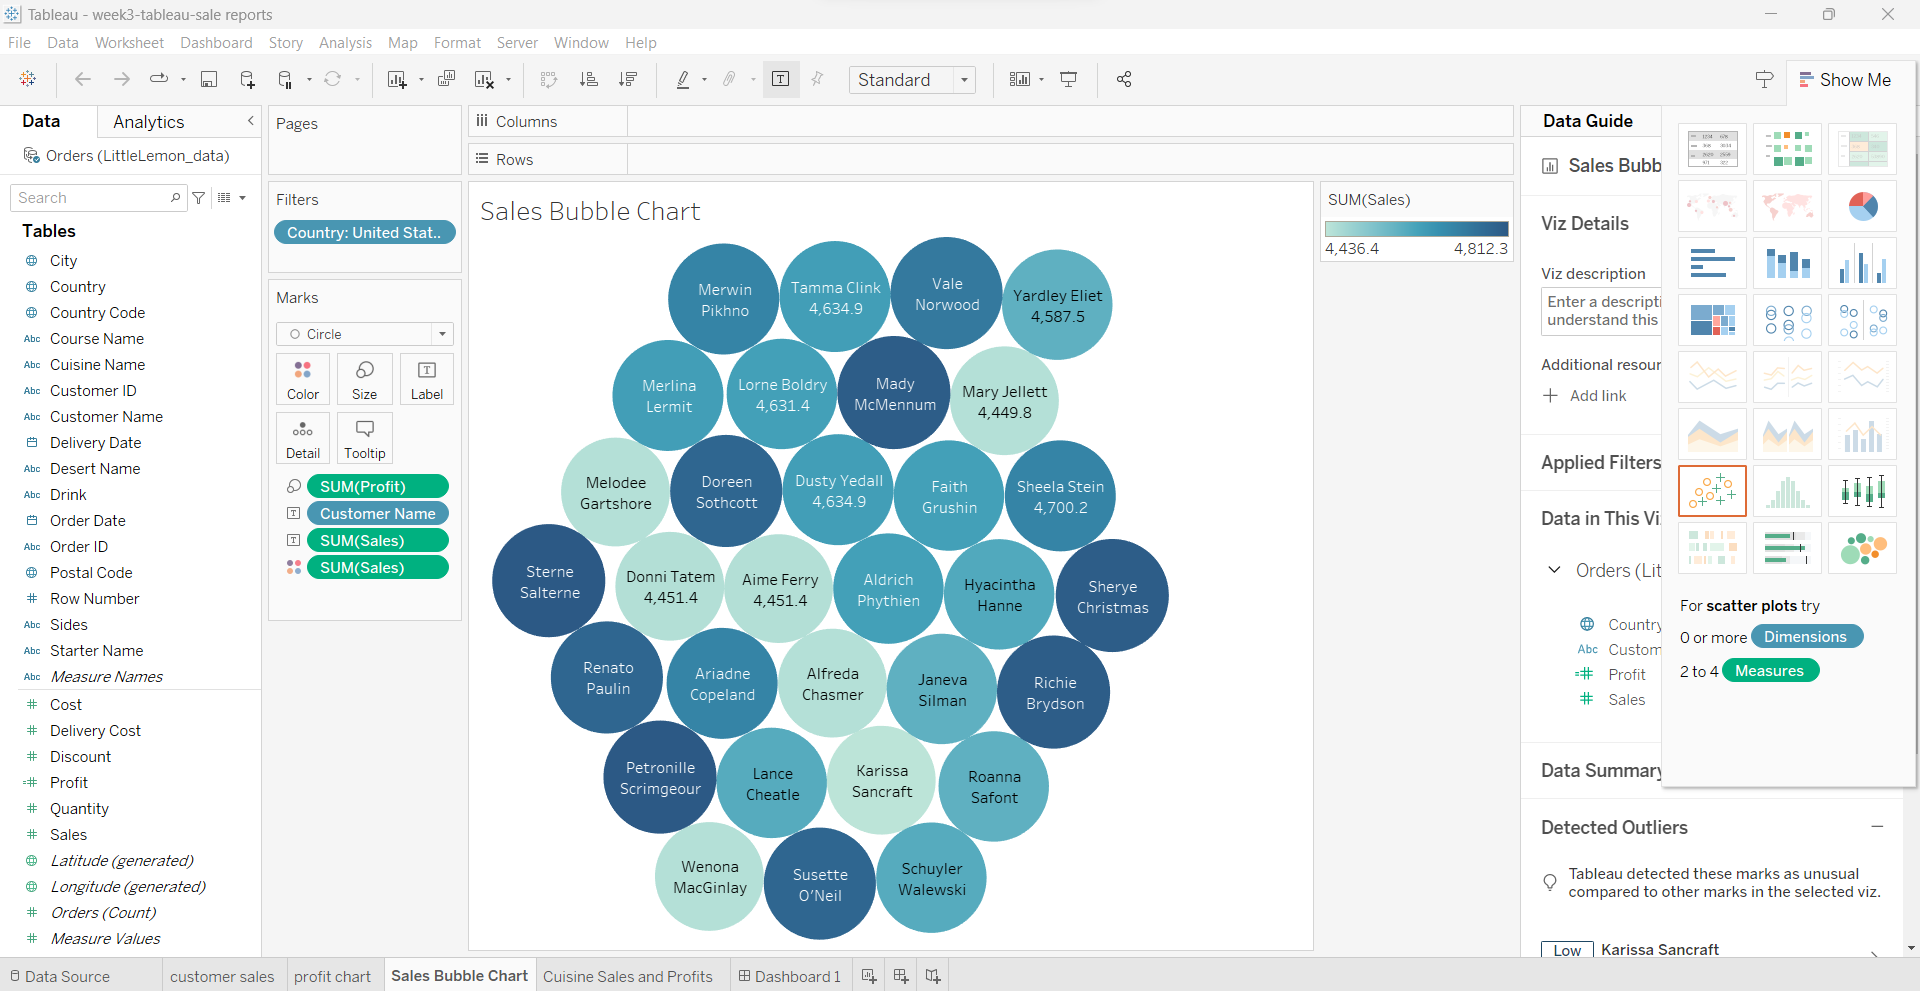 Tableau - week3-tableau-sale reports
File Data Worksheet Dashboard Story Analysis Map Format Server Window Help
Standard
Show Me
Data Analytics
Orders (LittleLemon_data)
Search
Tables
City
Country
Country Code
Abc Course Name
Abc Cuisine Name
Abc Customer ID
Abc Customer Name
Delivery Date
Abc Desert Name
Abc Drink
Order Date
Abc Order ID
Postal Code
# Row Number
Abc Sides
Abc Starter Name
Abc Measure Names
# Cost
# Delivery Cost
# Discount
=# Profit
# Quantity
# Sales
Latitude (generated)
Longitude (generated)
# Orders (Count)
# Measure Values
Pages
Filters
Country: United Stat..
Marks
Circle
Color Size Label
Detail Tooltip
SUM(Profit)
Customer Name
SUM(Sales)
SUM(Sales)
Columns
Rows
Sales Bubble Chart
Merwin
Pikhno
Tamma Clink
4,634.9
Vale
Norwood
Yardley Eliet
4,587.5
Merlina
Lermit
Lorne Boldry
4,631.4
Mady
McMennum
Mary Jellett
4,449.8
Melodee
Gartshore
Doreen
Sothcott
Dusty Yedall
4,634.9
Faith
Grushin
Sheela Stein
4,700.2
Sterne
Salterne
Donni Tatem
4,451.4
Aime Ferry
4,451.4
Aldrich
Phythien
Hyacintha
Hanne
Sherye
Christmas
Renato
Paulin
Ariadne
Copeland
Alfreda
Chasmer
Janeva
Silman
Richie
Brydson
Petronille
Scrimgeour
Lance
Cheatle
Karissa
Sancraft
Roanna
Safont
Wenona
MacGinlay
Susette
O'Neil
Schuyler
Walewski
SUM(Sales)
4,436.4 4,812.3
Data Guide
Sales Bubb
Viz Details
Viz description
Enter a descripti
understand this
Additional resour
Add link
Applied Filters
Data in This Vi
Orders (Lit
Country
Abc Custom
=# Profit
# Sales
Data Summary
Detected Outliers
Tableau detected these marks as unusual
compared to other marks in the selected viz.
Low Karissa Sancraft
For scatter plots try
0 or more Dimensions
2 to 4 Measures
Data Source customer sales profit chart Sales Bubble Chart Cuisine Sales and Profits Dashboard 1